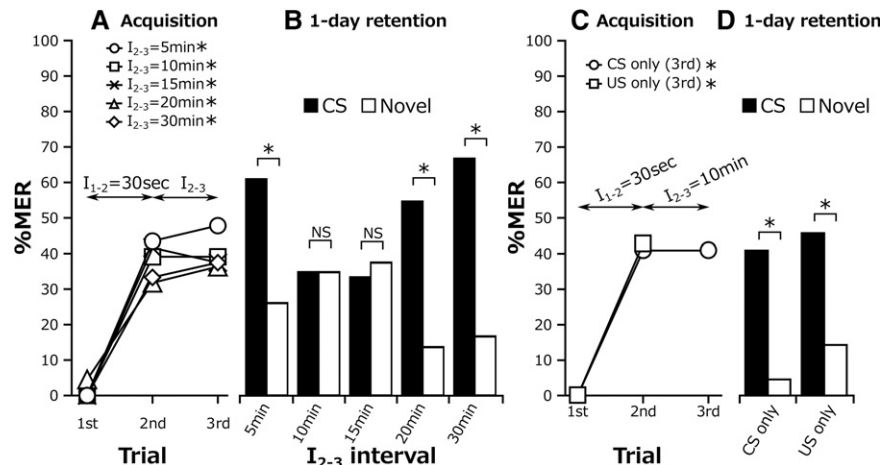 A Acquisition
B 1-day retention
C Acquisition
D 1-day retention
%MER
100
90
80
70
60
50
40
30
20
10
0
I2-3=5min*
I2-3=10min*
I2-3=15min*
I2-3=20min*
I2-3=30min*
I1-2=30sec I2-3
1st 2nd 3rd
Trial
CS Novel
* NS NS * *
5min 10min 15min 20min 30min
I2-3 interval
%MER
100
90
80
70
60
50
40
30
20
10
0
CS only (3rd) *
US only (3rd) *
I1-2=30sec I2-3=10min
1st 2nd 3rd
Trial
CS Novel
* *
CS only US only